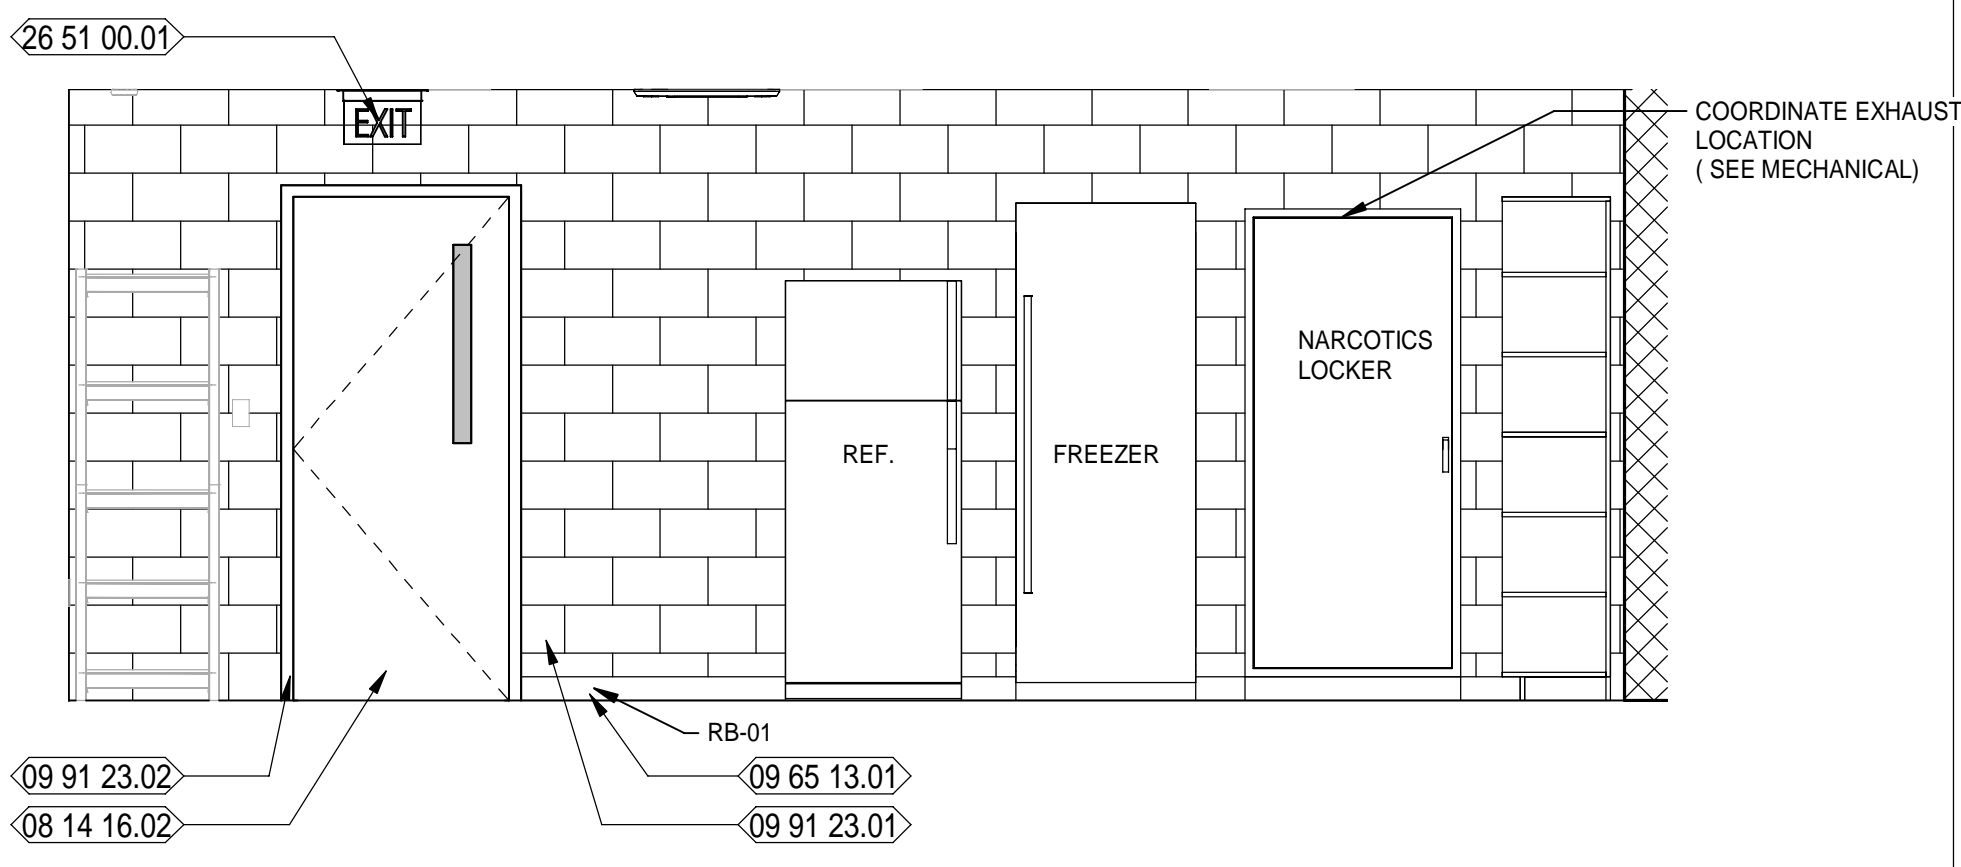 26 51 00.01
EXIT
COORDINATE EXHAUST
LOCATION
( SEE MECHANICAL)
NARCOTICS
LOCKER
REF.
FREEZER
RB-01
09 91 23.02
09 65 13.01
08 14 16.02
09 91 23.01